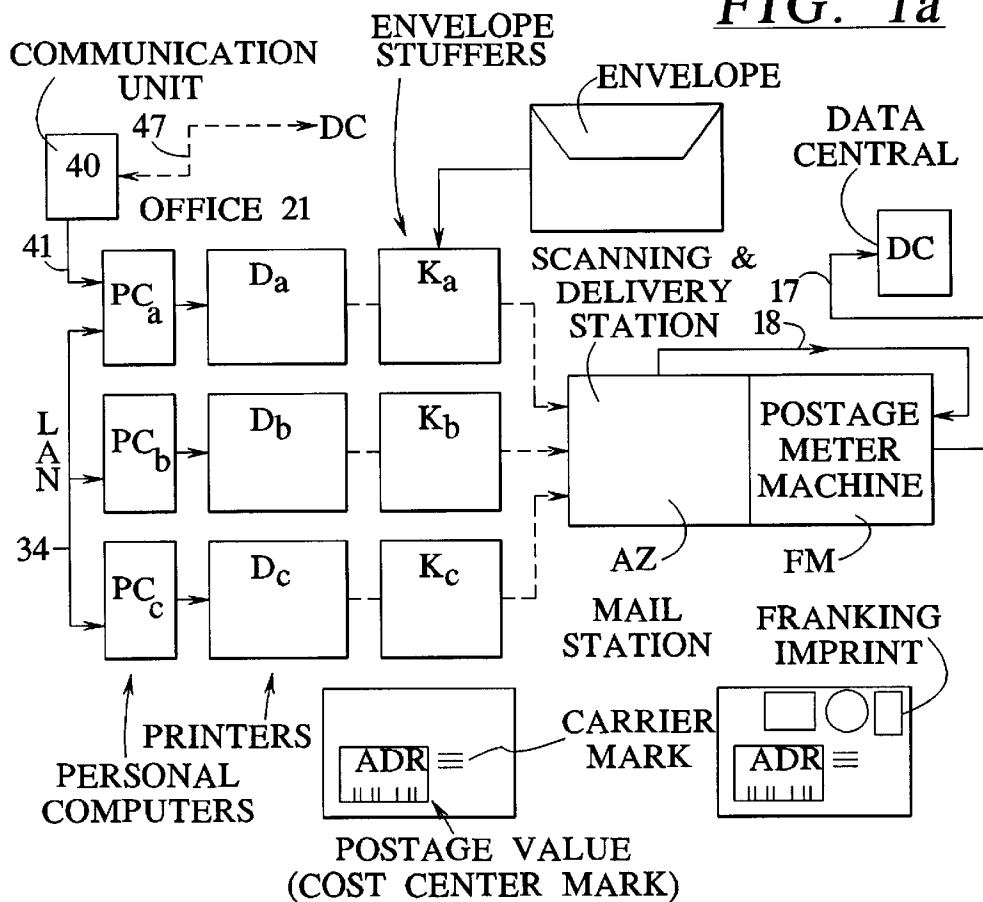 FIG. 1a
COMMUNICATION
UNIT
ENVELOPE
STUFFERS
ENVELOPE
47
DC
40
DATA
CENTRAL
OFFICE 21
41
PCa
Da
Ka
SCANNING &
DELIVERY
STATION
17
18
DC
LAN
PCb
Db
Kb
POSTAGE
METER
MACHINE
34
PCc
Dc
Kc
AZ
FM
MAIL
STATION
FRANKING
IMPRINT
PRINTERS
PERSONAL
COMPUTERS
ADR
CARRIER
MARK
ADR
POSTAGE VALUE
(COST CENTER MARK)